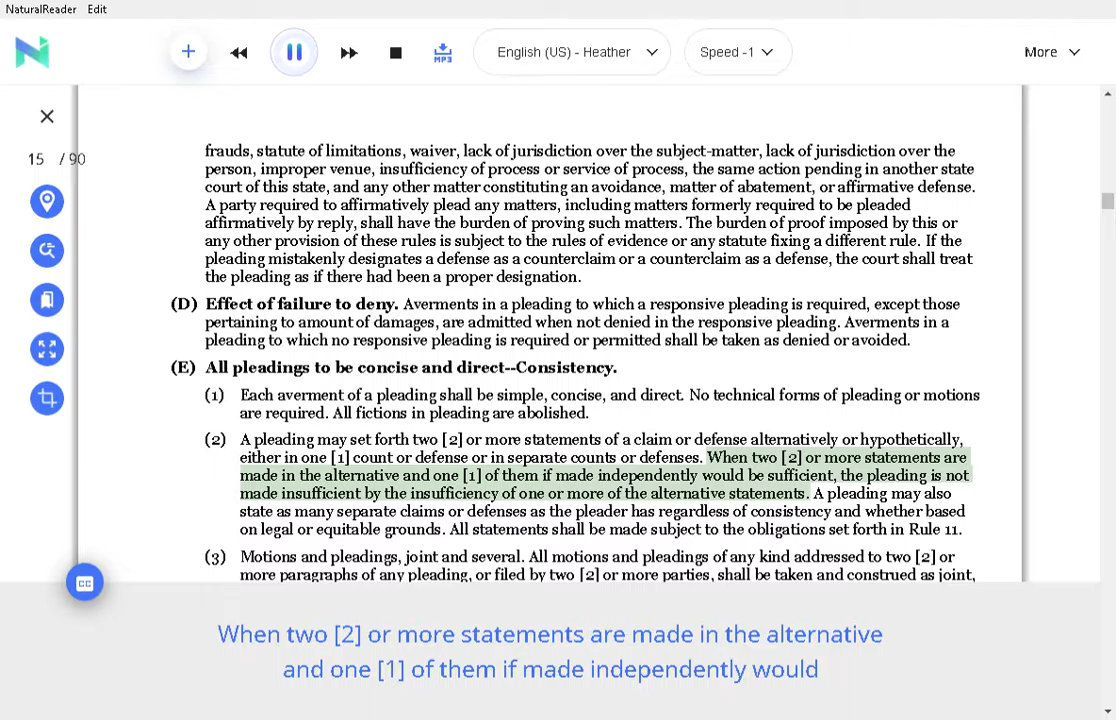 NaturalReader Edit
MP3
English (US) - Heather
Speed -1
More
15 / 90
frauds, statute of limitations, waiver, lack of jurisdiction over the subject-matter, lack of jurisdiction over the
person, improper venue, insufficiency of process or service of process, the same action pending in another state
court of this state, and any other matter constituting an avoidance, matter of abatement, or affirmative defense.
A party required to affirmatively plead any matters, including matters formerly required to be pleaded
affirmatively by reply, shall have the burden of proving such matters. The burden of proof imposed by this or
any other provision of these rules is subject to the rules of evidence or any statute fixing a different rule. If the
pleading mistakenly designates a defense as a counterclaim or a counterclaim as a defense, the court shall treat
the pleading as if there had been a proper designation.
(D) Effect of failure to deny. Averments in a pleading to which a responsive pleading is required, except those
pertaining to amount of damages, are admitted when not denied in the responsive pleading. Averments in a
pleading to which no responsive pleading is required or permitted shall be taken as denied or avoided.
(E) All pleadings to be concise and direct--Consistency.
(1) Each averment of a pleading shall be simple, concise, and direct. No technical forms of pleading or motions
are required. All fictions in pleading are abolished.
(2) A pleading may set forth two [2] or more statements of a claim or defense alternatively or hypothetically,
either in one [1] count or defense or in separate counts or defenses. When two [2] or more statements are
made in the alternative and one [1] of them if made independently would be sufficient, the pleading is not
made insufficient by the insufficiency of one or more of the alternative statements. A pleading may also
state as many separate claims or defenses as the pleader has regardless of consistency and whether based
on legal or equitable grounds. All statements shall be made subject to the obligations set forth in Rule 11.
(3) Motions and pleadings, joint and several. All motions and pleadings of any kind addressed to two [2] or
more paragraphs of any pleading, or filed by two [2] or more parties, shall be taken and construed as joint,
CC
When two [2] or more statements are made in the alternative
and one [1] of them if made independently would